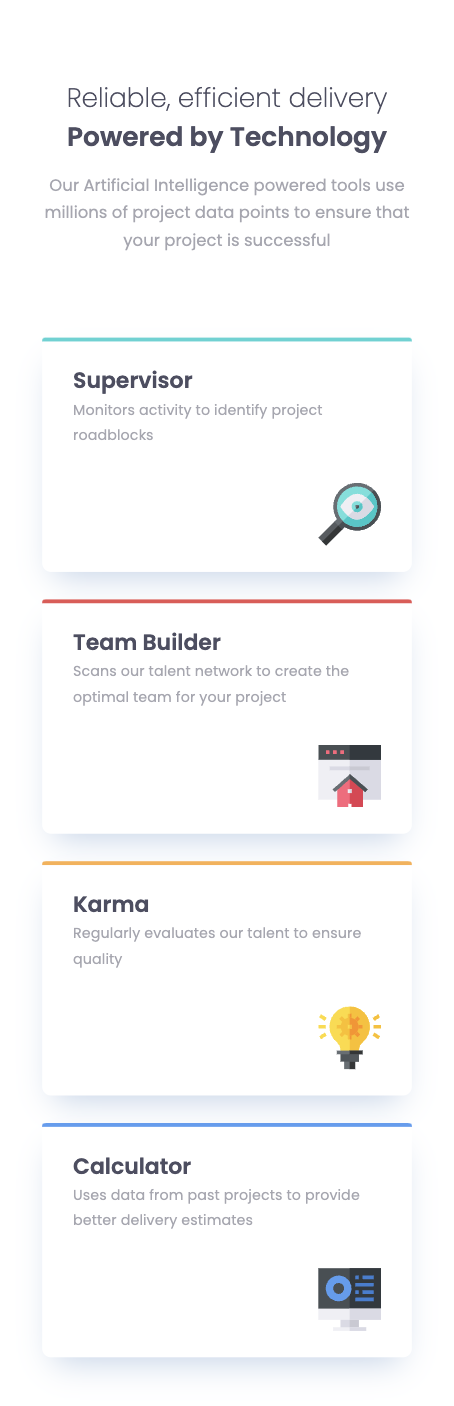 Reliable, efficient delivery
Powered by Technology
Our Artificial Intelligence powered tools use
millions of project data points to ensure that
your project is successful
Supervisor
Monitors activity to identify project
roadblocks
Team Builder
Scans our talent network to create the
optimal team for your project
Karma
Regularly evaluates our talent to ensure
quality
Calculator
Uses data from past projects to provide
better delivery estimates